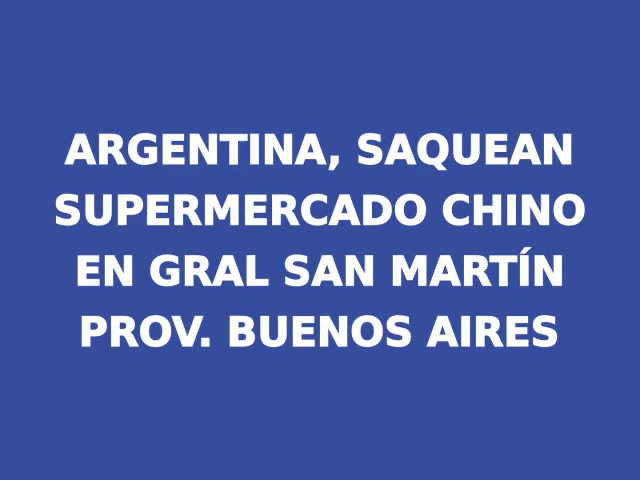 ARGENTINA, SAQUEAN
SUPERMERCADO CHINO
EN GRAL SAN MARTÍN
PROV. BUENOS AIRES